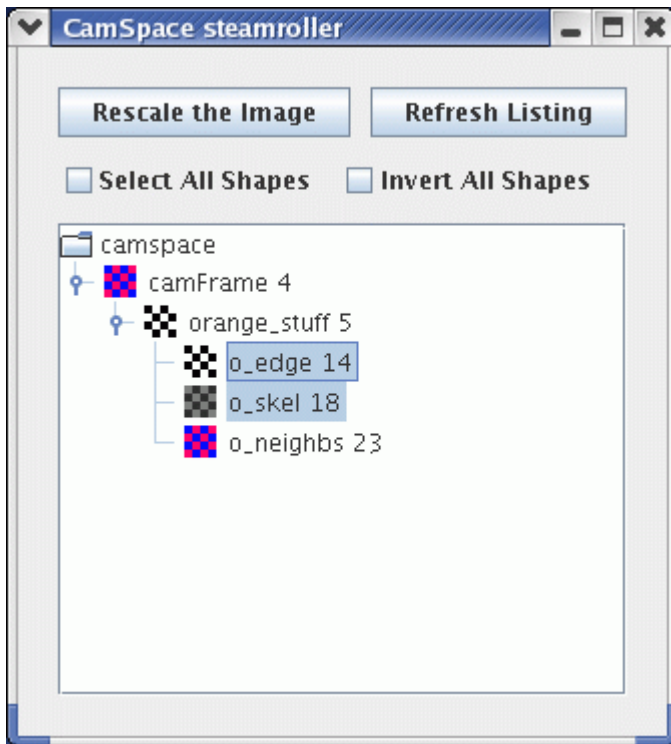 CamSpace steamroller
Rescale the Image Refresh Listing
Select All Shapes Invert All Shapes
camspace
camFrame 4
orange_stuff 5
o_edge 14
o_skel 18
o_neighbs 23